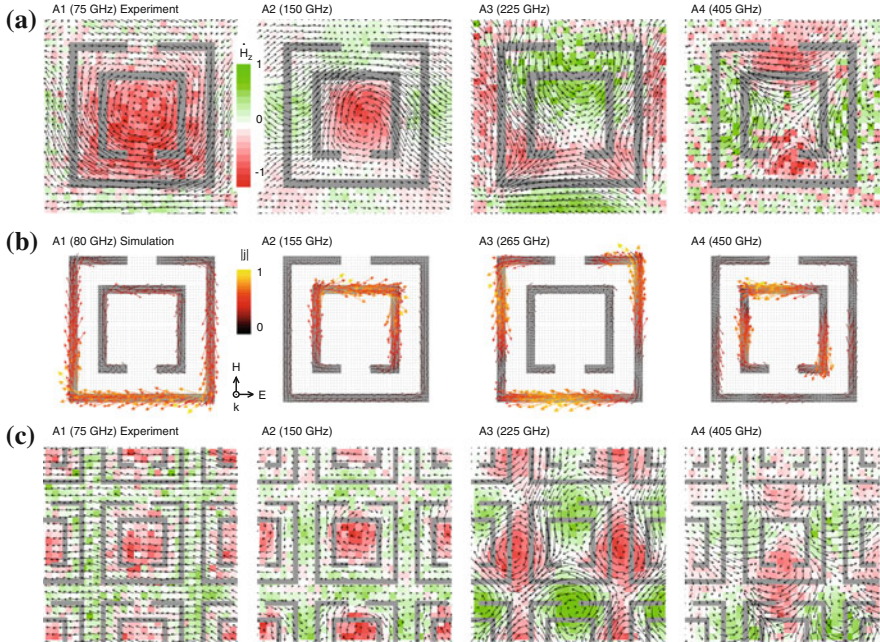 (a)
A1 (75 GHz) Experiment
A2 (150 GHz)
A3 (225 GHz)
A4 (405 GHz)
Ḣz
1
0
-1
(b)
A1 (80 GHz) Simulation
A2 (155 GHz)
A3 (265 GHz)
A4 (450 GHz)
|j|
1
0
H
E
k
(c)
A1 (75 GHz) Experiment
A2 (150 GHz)
A3 (225 GHz)
A4 (405 GHz)